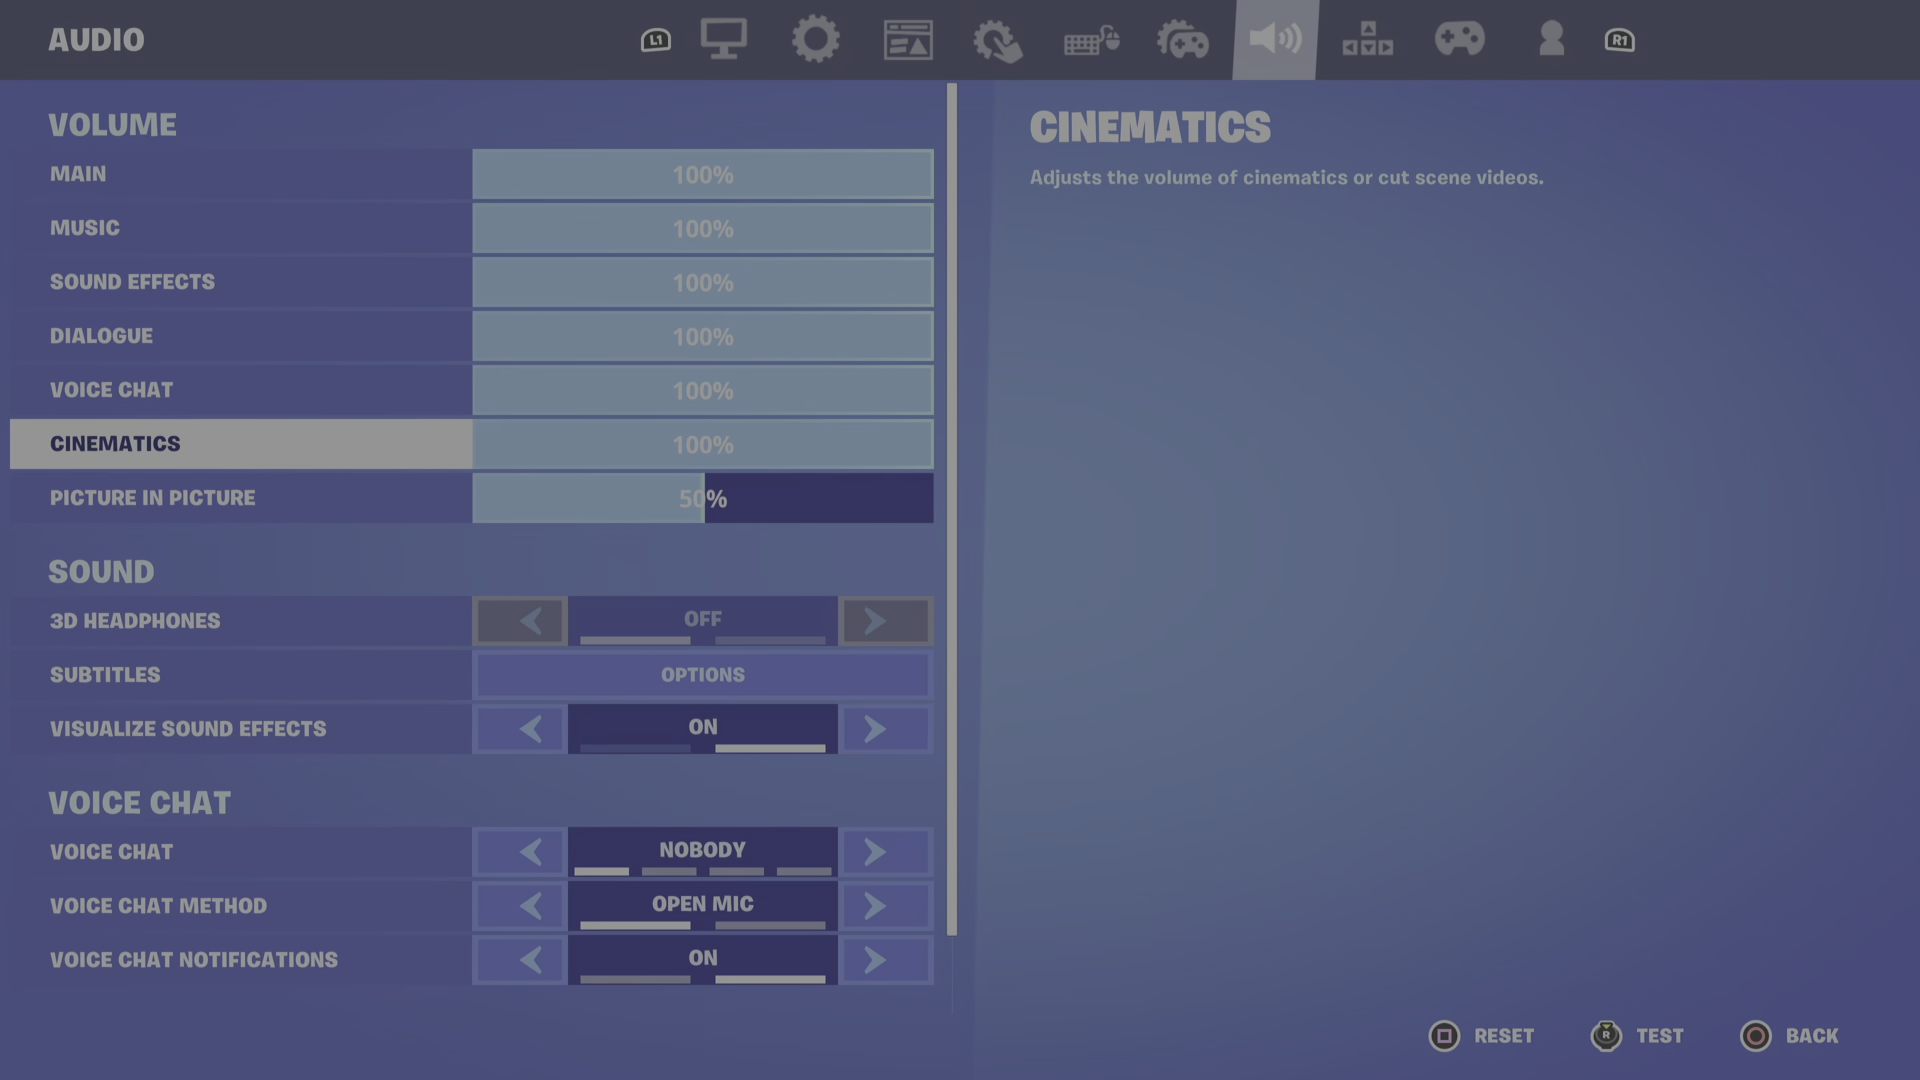 AUDIO
L1
R1
VOLUME
MAIN
100%
MUSIC
100%
SOUND EFFECTS
100%
DIALOGUE
100%
VOICE CHAT
100%
CINEMATICS
100%
PICTURE IN PICTURE
50%
SOUND
3D HEADPHONES
OFF
SUBTITLES
OPTIONS
VISUALIZE SOUND EFFECTS
ON
VOICE CHAT
VOICE CHAT
NOBODY
VOICE CHAT METHOD
OPEN MIC
VOICE CHAT NOTIFICATIONS
ON
CINEMATICS
Adjusts the volume of cinematics or cut scene videos.
RESET
R
TEST
BACK